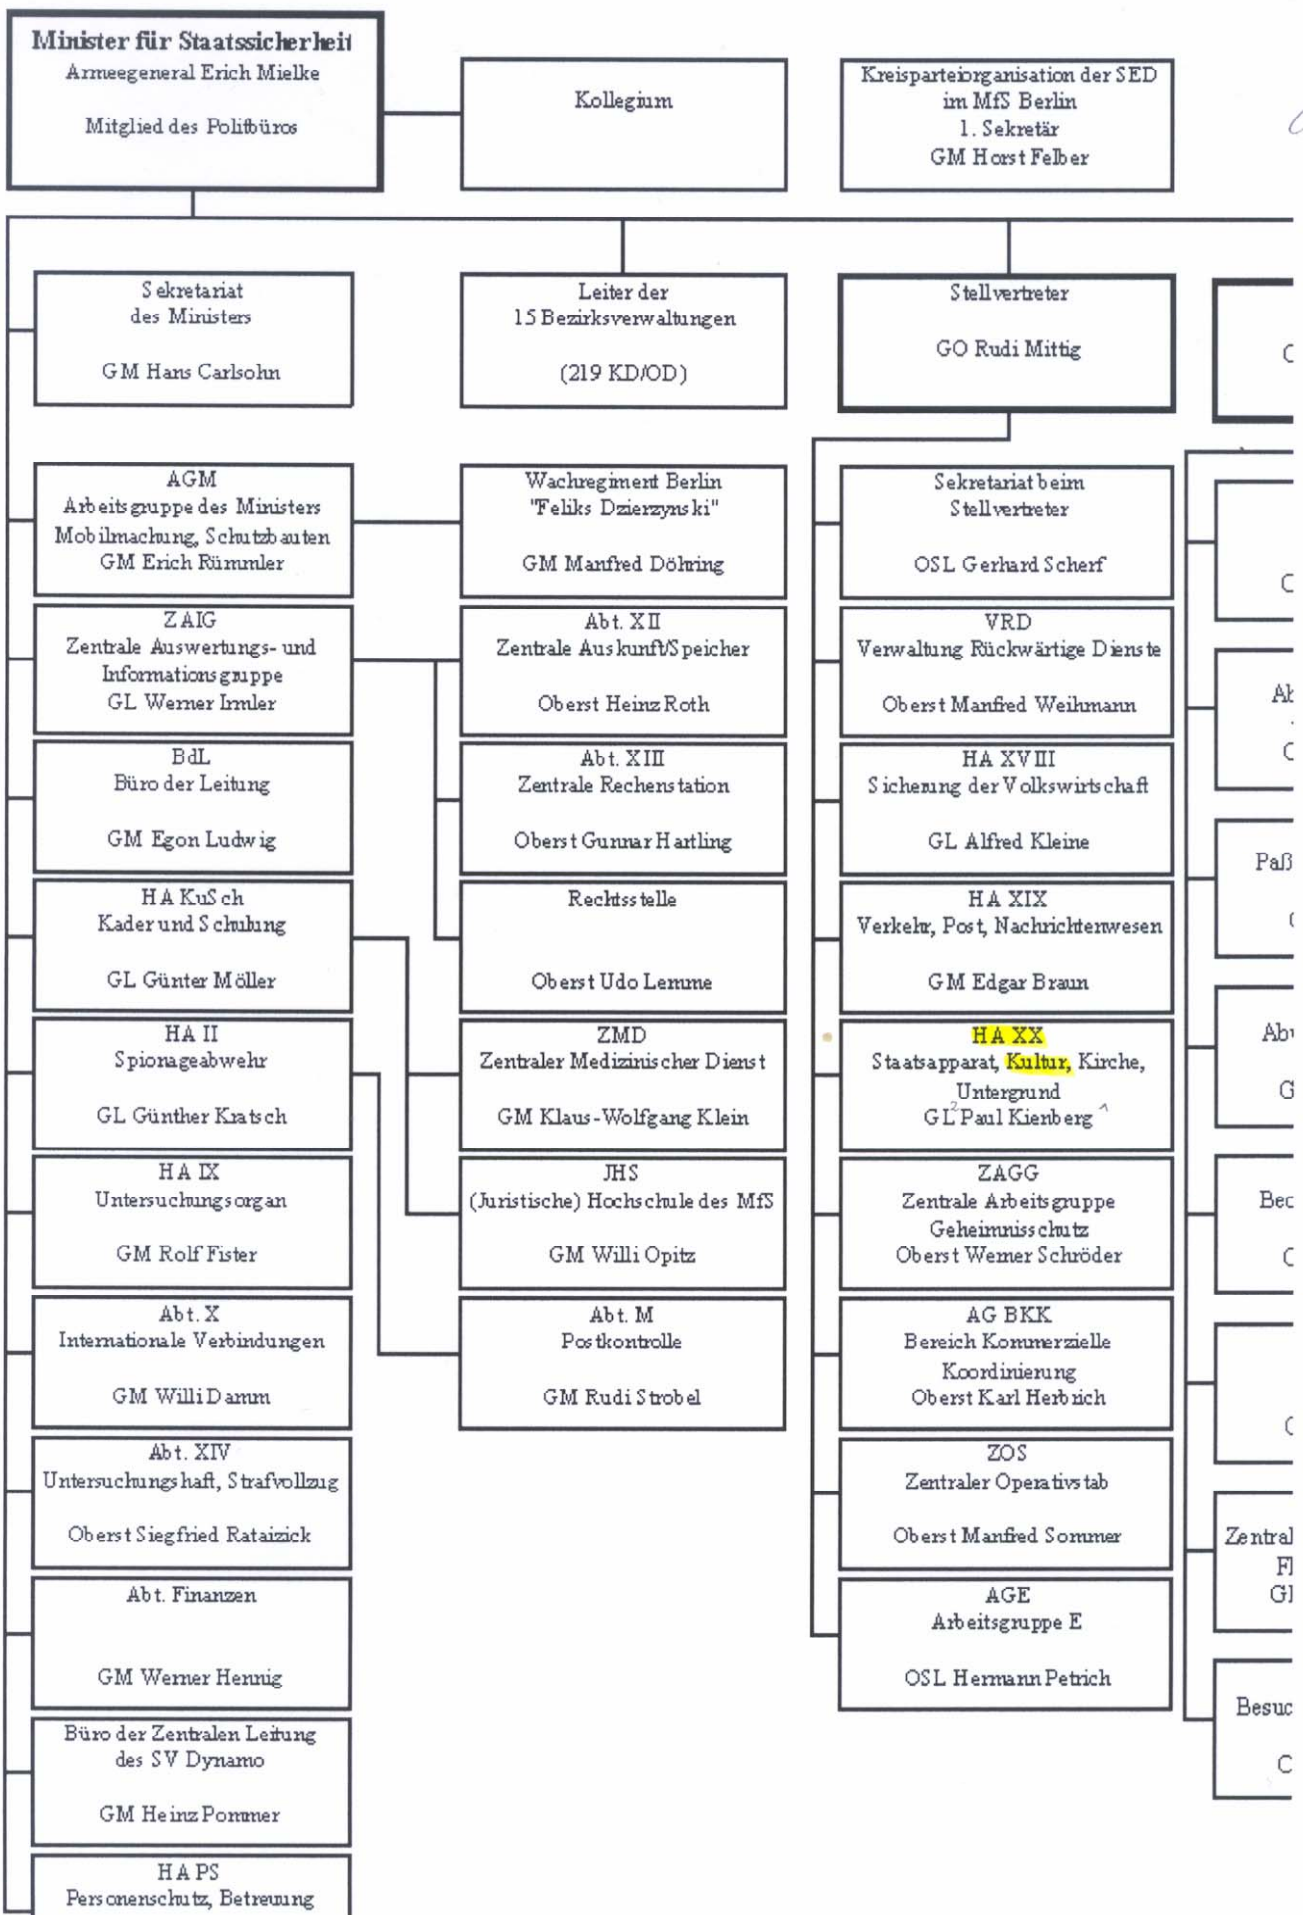 Minister für Staatssicherheit
Armeegeneral Erich Mielke
Mitglied des Politbüros
Kollegium
Kreisparteiorganisation der SED
im MfS Berlin
1. Sekretär
GM Horst Felber
Sekretariat
des Ministers
GM Hans Carlsohn
Leiter der
15 Bezirksverwaltungen
(219 KD/OD)
Stellvertreter
GO Rudi Mittig
AGM
Arbeitsgruppe des Ministers
Mobilmachung, Schutzbauten
GM Erich Rümmler
Wachregiment Berlin
"Feliks Dzierzynski"
GM Manfred Döhring
Sekretariat beim
Stellvertreter
OSL Gerhard Scherf
ZAIG
Zentrale Auswertungs- und
Informationsgruppe
GL Werner Irmler
Abt. XII
Zentrale Auskunft/Speicher
Oberst Heinz Roth
VRD
Verwaltung Rückwärtige Dienste
Oberst Manfred Weihmann
BdL
Büro der Leitung
GM Egon Ludwig
Abt. XIII
Zentrale Rechenstation
Oberst Gunnar Hartling
HA XVIII
Sicherung der Volkswirtschaft
GL Alfred Kleine
HA KuSch
Kader und Schulung
GL Günter Möller
Rechtsstelle
Oberst Udo Lemme
HA XIX
Verkehr, Post, Nachrichtenwesen
GM Edgar Braun
HA II
Spionageabwehr
GL Günther Kratsch
ZMD
Zentraler Medizinischer Dienst
GM Klaus-Wolfgang Klein
HA XX
Staatsapparat, Kultur, Kirche,
Untergrund
GL Paul Kienberg
HA IX
Untersuchungsorgan
GM Rolf Fister
JHS
(Juristische) Hochschule des MfS
GM Willi Opitz
ZAGG
Zentrale Arbeitsgruppe
Geheimnisschutz
Oberst Werner Schröder
Abt. X
Internationale Verbindungen
GM Willi Damm
Abt. M
Postkontrolle
GM Rudi Strobel
AG BKK
Bereich Kommerzielle
Koordinierung
Oberst Karl Herbrich
Abt. XIV
Untersuchungshaft, Strafvollzug
Oberst Siegfried Rataizick
ZOS
Zentraler Operativstab
Oberst Manfred Sommer
Abt. Finanzen
GM Werner Hennig
AGE
Arbeitsgruppe E
OSL Hermann Petrich
Büro der Zentralen Leitung
des SV Dynamo
GM Heinz Pommer
HA PS
Personenschutz, Betreuung
Paß
Zentral
Besuc